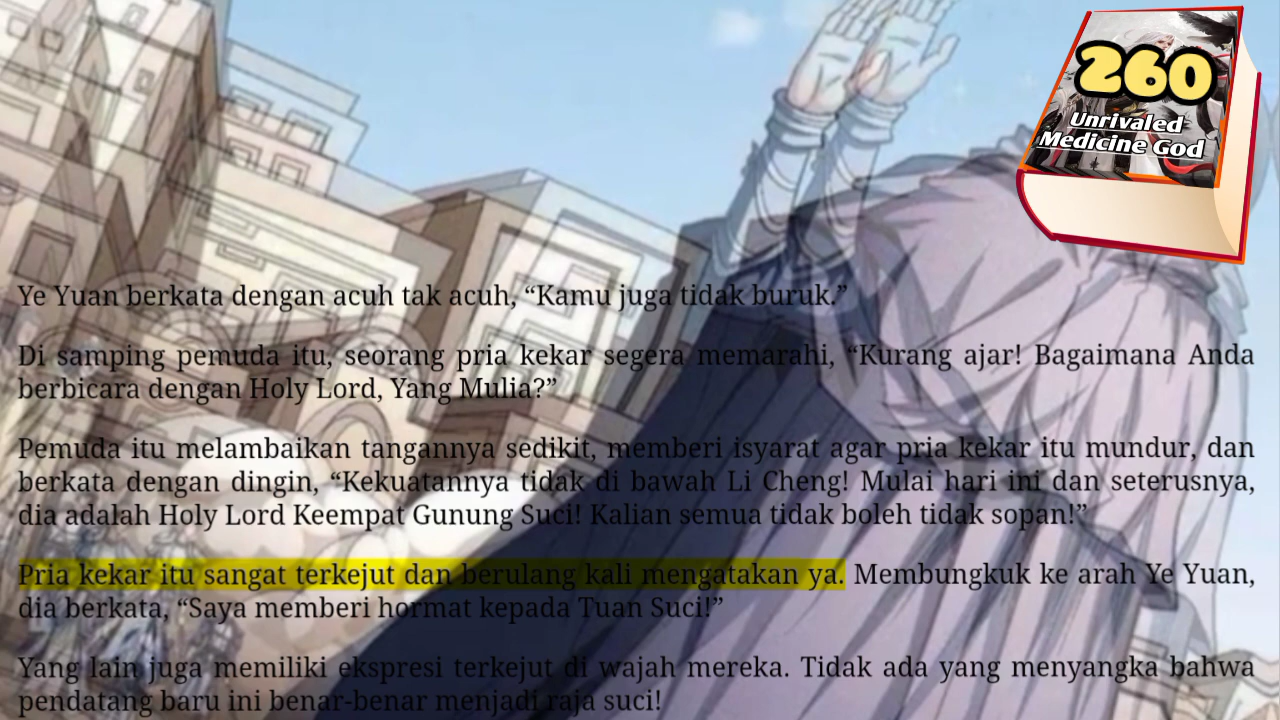 260
Unrivaled
Medicine God
Ye Yuan berkata dengan acuh tak acuh, “Kamu juga tidak buruk.”
Di samping pemuda itu, seorang pria kekar segera memarahi, “Kurang ajar! Bagaimana Anda
berbicara dengan Holy Lord, Yang Mulia?”
Pemuda itu melambaikan tangannya sedikit, memberi isyarat agar pria kekar itu mundur, dan
berkata dengan dingin, “Kekuatannya tidak di bawah Li Cheng! Mulai hari ini dan seterusnya,
dia adalah Holy Lord Keempat Gunung Suci! Kalian semua tidak boleh tidak sopan!”
Pria kekar itu sangat terkejut dan berulang kali mengatakan ya. Membungkuk ke arah Ye Yuan,
dia berkata, “Saya memberi hormat kepada Tuan Suci!”
Yang lain juga memiliki ekspresi terkejut di wajah mereka. Tidak ada yang menyangka bahwa
pendatang baru ini benar-benar menjadi raja suci!